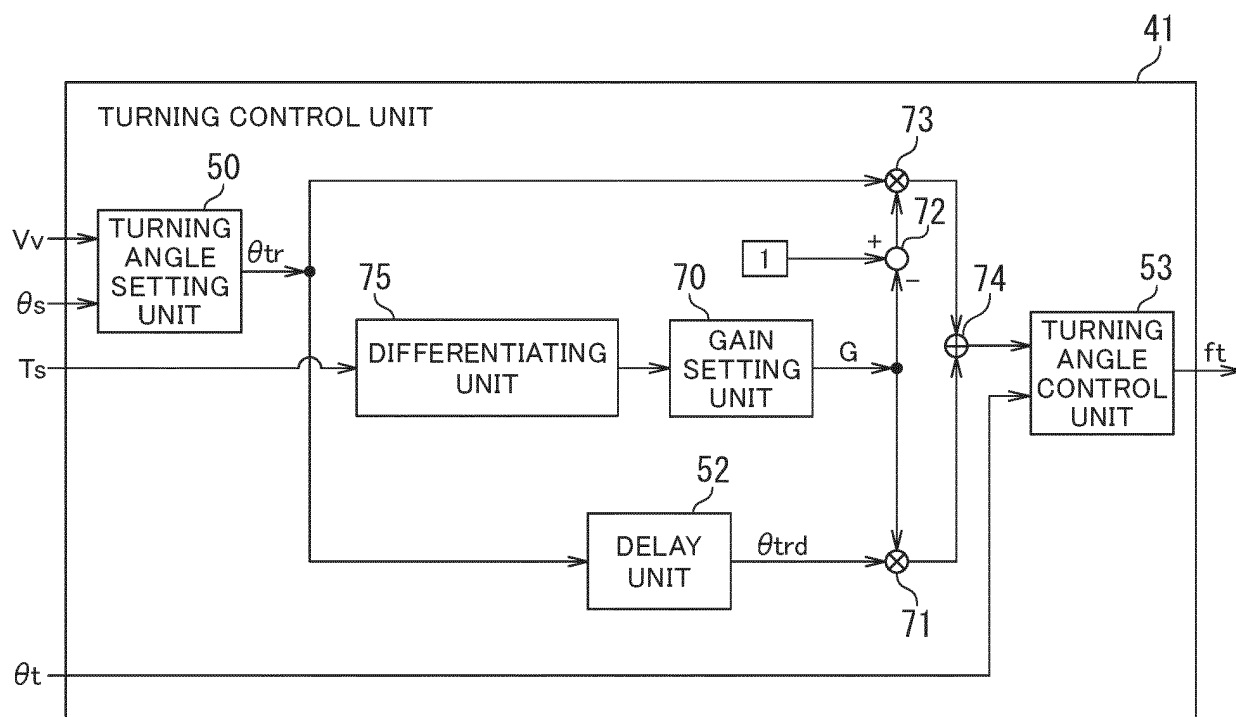 41
TURNING CONTROL UNIT
73
50
TURNING
ANGLE
SETTING
UNIT
Vv
θs
θtr
72
+
1
−
75
70
74
53
DIFFERENTIATING
UNIT
GAIN
SETTING
UNIT
G
TURNING
ANGLE
CONTROL
UNIT
ft
Ts
52
DELAY
UNIT
θtrd
71
θt